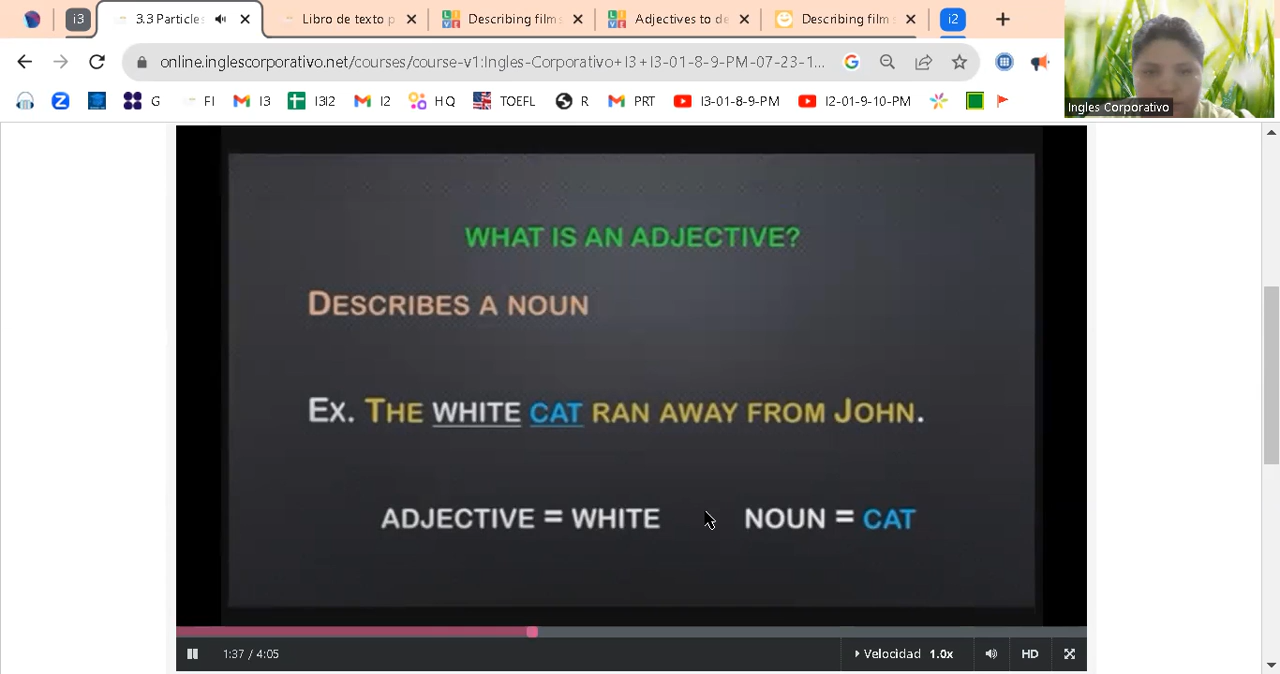 i3
3.3 Particles
Libro de texto p
Describing film
Adjectives to de
Describing film
i2
online.inglescorporativo.net/courses/course-v1:Ingles-Corporativo+I3+I3-01-8-9-PM-07-23-1...
G
FI
I3
I3I2
I2
HQ
TOEFL
R
PRT
I3-01-8-9-PM
I2-01-9-10-PM
Ingles Corporativo
WHAT IS AN ADJECTIVE?
DESCRIBES A NOUN
EX. THE WHITE CAT RAN AWAY FROM JOHN.
ADJECTIVE = WHITE NOUN = CAT
1:37 / 4:05
Velocidad 1.0x
HD